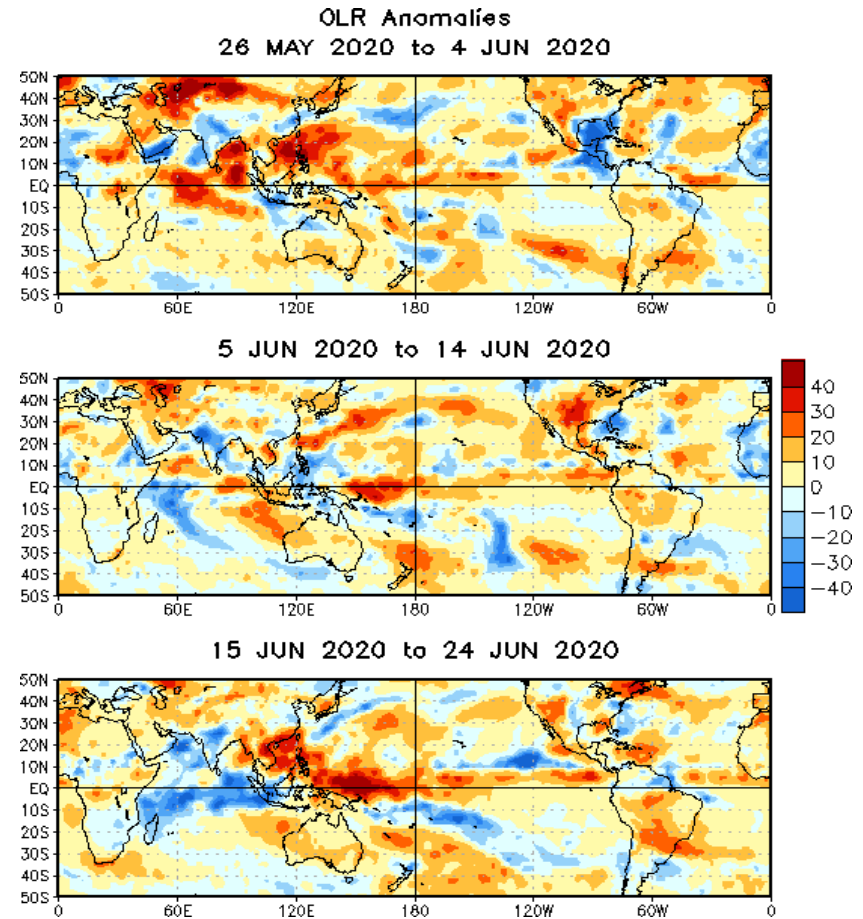 OLR Anomalies
26 MAY 2020 to 4 JUN 2020
50N
40N
30N
20N
10N
EQ
10S
20S
30S
40S
50S
0 60E 120E 180 120W 60W 0
5 JUN 2020 to 14 JUN 2020
50N
40N
30N
20N
10N
EQ
10S
20S
30S
40S
50S
0 60E 120E 180 120W 60W 0
40
30
20
10
0
-10
-20
-30
-40
15 JUN 2020 to 24 JUN 2020
50N
40N
30N
20N
10N
EQ
10S
20S
30S
40S
50S
0 60E 120E 180 120W 60W 0